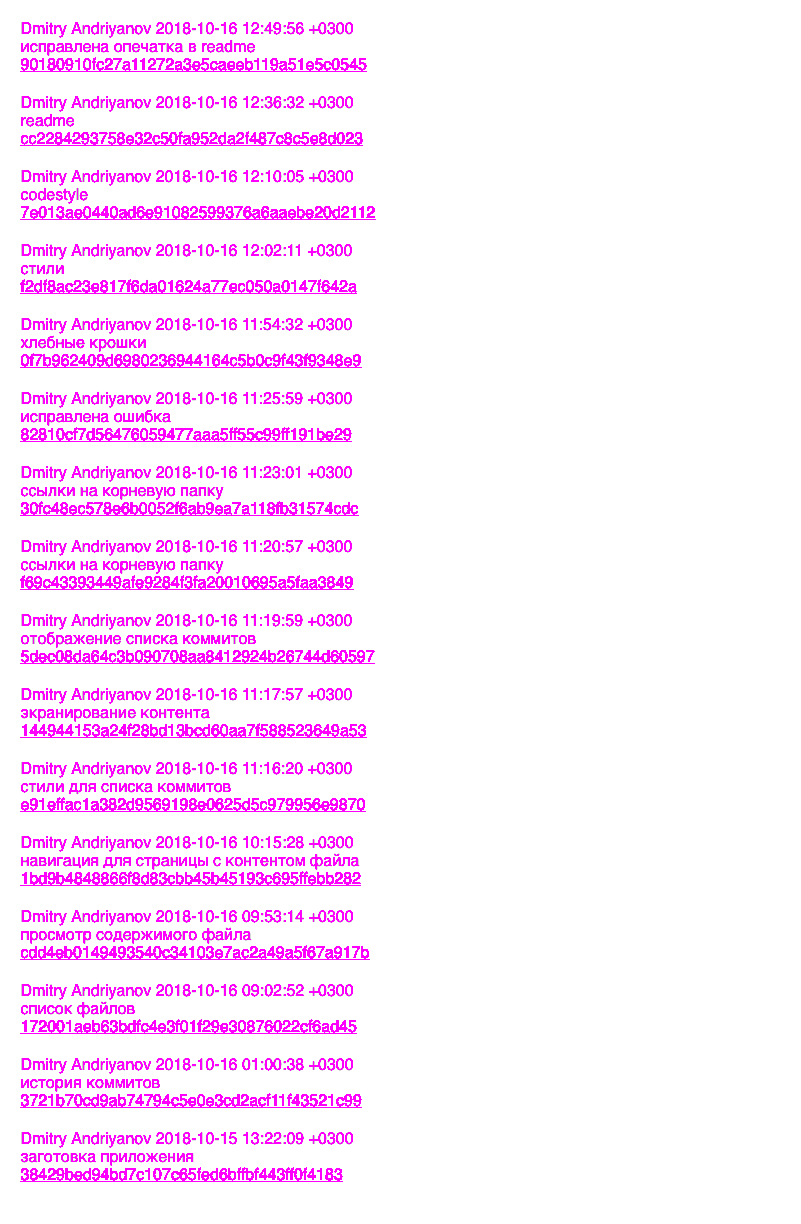 Dmitry Andriyanov 2018-10-16 12:49:56 +0300
исправлена опечатка в readme
90180910fc27a11272a3e5caeeb119a51e5c0545
Dmitry Andriyanov 2018-10-16 12:36:32 +0300
readme
cc2284293758e32c50fa952da2f487c8c5e8d023
Dmitry Andriyanov 2018-10-16 12:10:05 +0300
codestyle
7e013ae0440ad6e91082599376a6aaebe20d2112
Dmitry Andriyanov 2018-10-16 12:02:11 +0300
стили
f2df8ac23e817f6da01624a77ec050a0147f642a
Dmitry Andriyanov 2018-10-16 11:54:32 +0300
хлебные крошки
0f7b962409d6980236944164c5b0c9f43f9348e9
Dmitry Andriyanov 2018-10-16 11:25:59 +0300
исправлена ошибка
82810cf7d56476059477aaa5ff55c99ff191be29
Dmitry Andriyanov 2018-10-16 11:23:01 +0300
ссылки на корневую папку
30fc48ec578e6b0052f6ab9ea7a118fb31574cdc
Dmitry Andriyanov 2018-10-16 11:20:57 +0300
ссылки на корневую папку
f69c43393449afe9284f3fa20010695a5faa3849
Dmitry Andriyanov 2018-10-16 11:19:59 +0300
отображение списка коммитов
5dec08da64c3b090708aa8412924b26744d60597
Dmitry Andriyanov 2018-10-16 11:17:57 +0300
экранирование контента
144944153a24f28bd13bcd60aa7f588523649a53
Dmitry Andriyanov 2018-10-16 11:16:20 +0300
стили для списка коммитов
e91effac1a382d9569198e0625d5c979956e9870
Dmitry Andriyanov 2018-10-16 10:15:28 +0300
навигация для страницы с контентом файла
1bd9b4848866f8d83cbb45b45193c695ffebb282
Dmitry Andriyanov 2018-10-16 09:53:14 +0300
просмотр содержимого файла
cdd4eb0149493540c34103e7ac2a49a5f67a917b
Dmitry Andriyanov 2018-10-16 09:02:52 +0300
список файлов
172001aeb63bdfc4e3f01f29e30876022cf6ad45
Dmitry Andriyanov 2018-10-16 01:00:38 +0300
история коммитов
3721b70cd9ab74794c5e0e3cd2acf11f43521c99
Dmitry Andriyanov 2018-10-15 13:22:09 +0300
заготовка приложения
38429bed94bd7c107c65fed6bffbf443ff0f4183